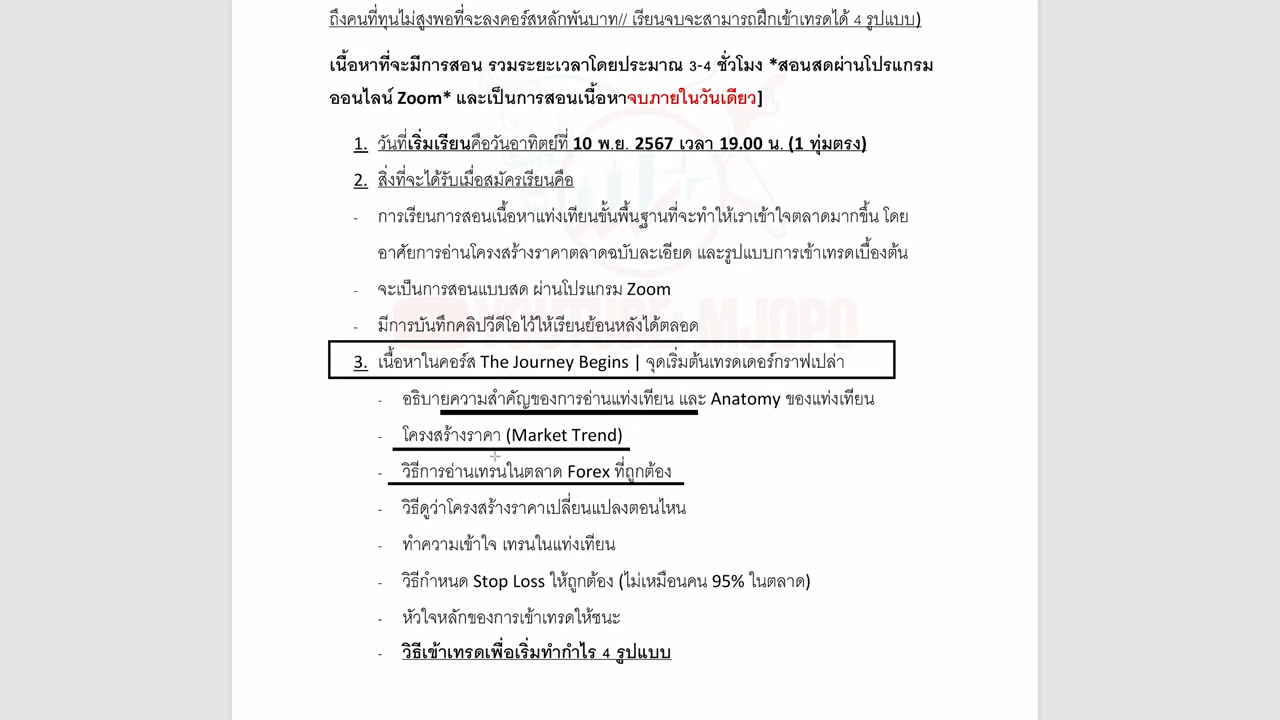 ถึงคนที่ทุนไม่สูงพอที่จะลงคอร์สหลักพันบาท// เรียนจบจะสามารถฝึกเข้าเทรดได้ 4 รูปแบบ)
เนื้อหาที่จะมีการสอน รวมระยะเวลาโดยประมาณ 3-4 ชั่วโมง *สอนสดผ่านโปรแกรม
ออนไลน์ Zoom* และเป็นการสอนเนื้อหาจบภายในวันเดียว]
1. วันที่เริ่มเรียนคือวันอาทิตย์ที่ 10 พ.ย. 2567 เวลา 19.00 น. (1 ทุ่มตรง)
2. สิ่งที่จะได้รับเมื่อสมัครเรียนคือ
- การเรียนการสอนเนื้อหาแท่งเทียนขั้นพื้นฐานที่จะทำให้เราเข้าใจตลาดมากขึ้น โดย
อาศัยการอ่านโครงสร้างราคาตลาดฉบับละเอียด และรูปแบบการเข้าเทรดเบื้องต้น
- จะเป็นการสอนแบบสด ผ่านโปรแกรม Zoom
YOUTUBE: MJOPO
- มีการบันทึกคลิปวีดีโอไว้ให้เรียนย้อนหลังได้ตลอด
3. เนื้อหาในคอร์ส The Journey Begins | จุดเริ่มต้นเทรดเดอร์กราฟเปล่า
- อธิบายความสำคัญของการอ่านแท่งเทียน และ Anatomy ของแท่งเทียน
- โครงสร้างราคา (Market Trend)
- วิธีการอ่านเทรนในตลาด Forex ที่ถูกต้อง
- วิธีดูว่าโครงสร้างราคาเปลี่ยนแปลงตอนไหน
- ทำความเข้าใจ เทรนในแท่งเทียน
- วิธีกำหนด Stop Loss ให้ถูกต้อง (ไม่เหมือนคน 95% ในตลาด)
- หัวใจหลักของการเข้าเทรดให้ชนะ
- วิธีเข้าเทรดเพื่อเริ่มทำกำไร 4 รูปแบบ